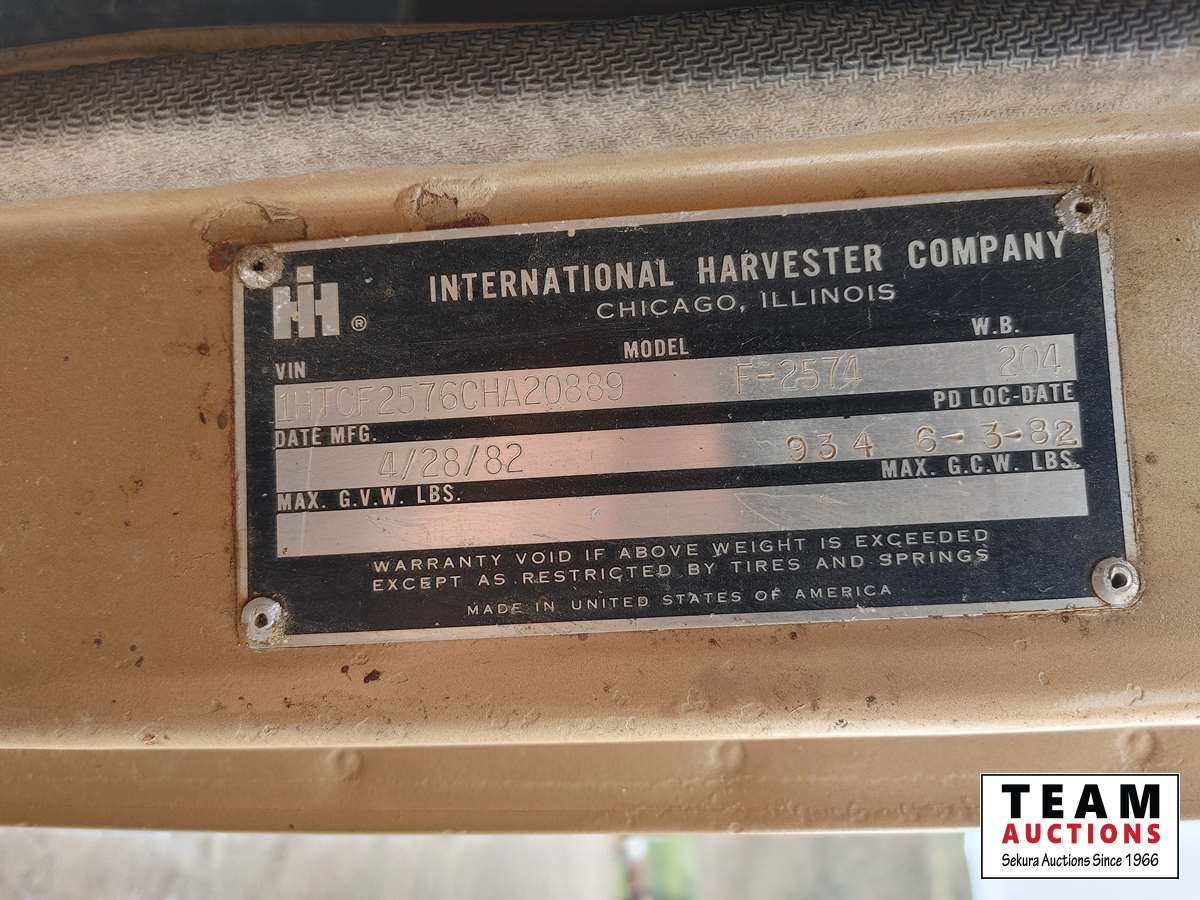 IH ®
INTERNATIONAL HARVESTER COMPANY
CHICAGO, ILLINOIS
VIN MODEL W.B.
1HTCF2576CHA20889 F-2574 204
DATE MFG. PD LOC-DATE
4/28/82 934 6-3-82
MAX. G.V.W. LBS. MAX. G.C.W. LBS.
WARRANTY VOID IF ABOVE WEIGHT IS EXCEEDED
EXCEPT AS RESTRICTED BY TIRES AND SPRINGS
MADE IN UNITED STATES OF AMERICA
TEAM
AUCTIONS
Sekura Auctions Since 1966